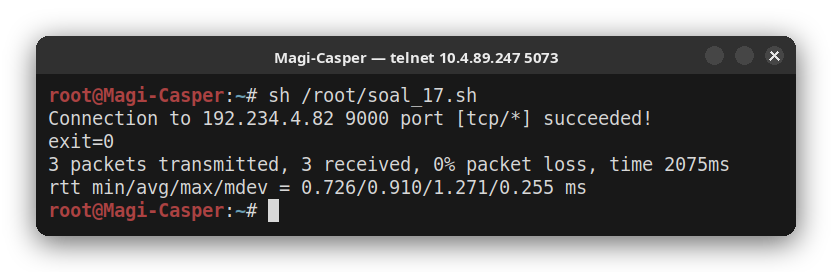 Magi-Casper — telnet 10.4.89.247 5073
root@Magi-Casper:~# sh /root/soal_17.sh
Connection to 192.234.4.82 9000 port [tcp/*] succeeded!
exit=0
3 packets transmitted, 3 received, 0% packet loss, time 2075ms
rtt min/avg/max/mdev = 0.726/0.910/1.271/0.255 ms
root@Magi-Casper:~#